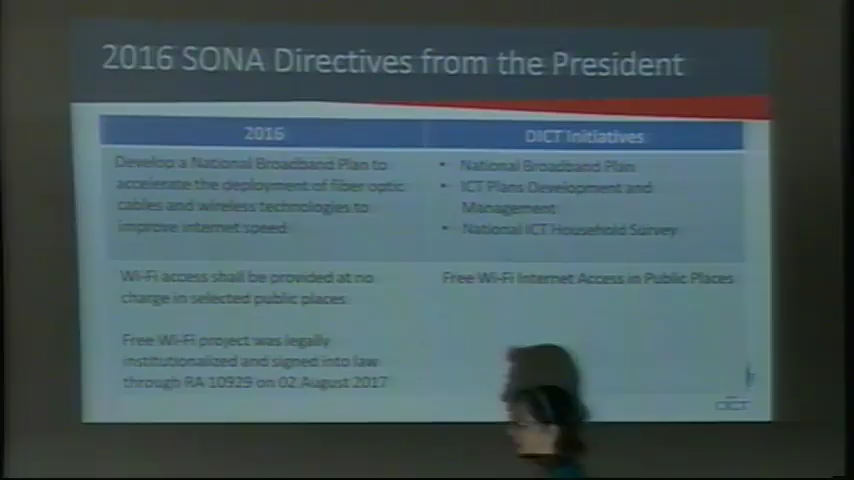 2016 SONA Directives from the President
2016
DICT Initiatives
Develop a National Broadband Plan to
accelerate the deployment of fiber optic
cables and wireless technologies to
improve internet speed
• National Broadband Plan
• ICT Plans Development and
Management
• National ICT Household Survey
Wi-Fi access shall be provided at no
charge in selected public places.
Free Wi-Fi project was legally
institutionalized and signed into law
through RA 10929 on 02 August 2017
Free Wi-Fi Internet Access in Public Places
DICT